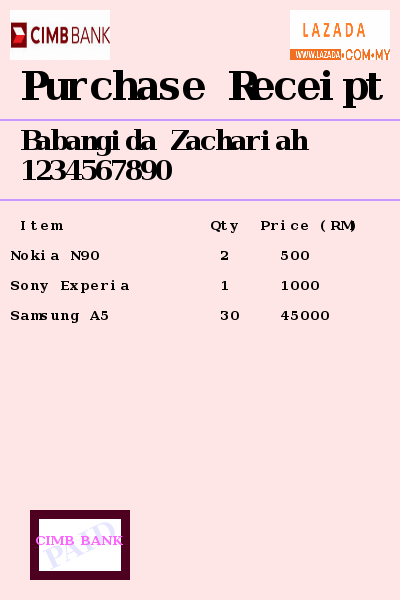 CIMB BANK
LAZADA
WWW.LAZADA.COM.MY
Purchase Receipt
Babangida Zachariah
1234567890
Item Qty Price (RM)
Nokia N90 2 500
Sony Experia 1 1000
Samsung A5 30 45000
PAID
CIMB BANK